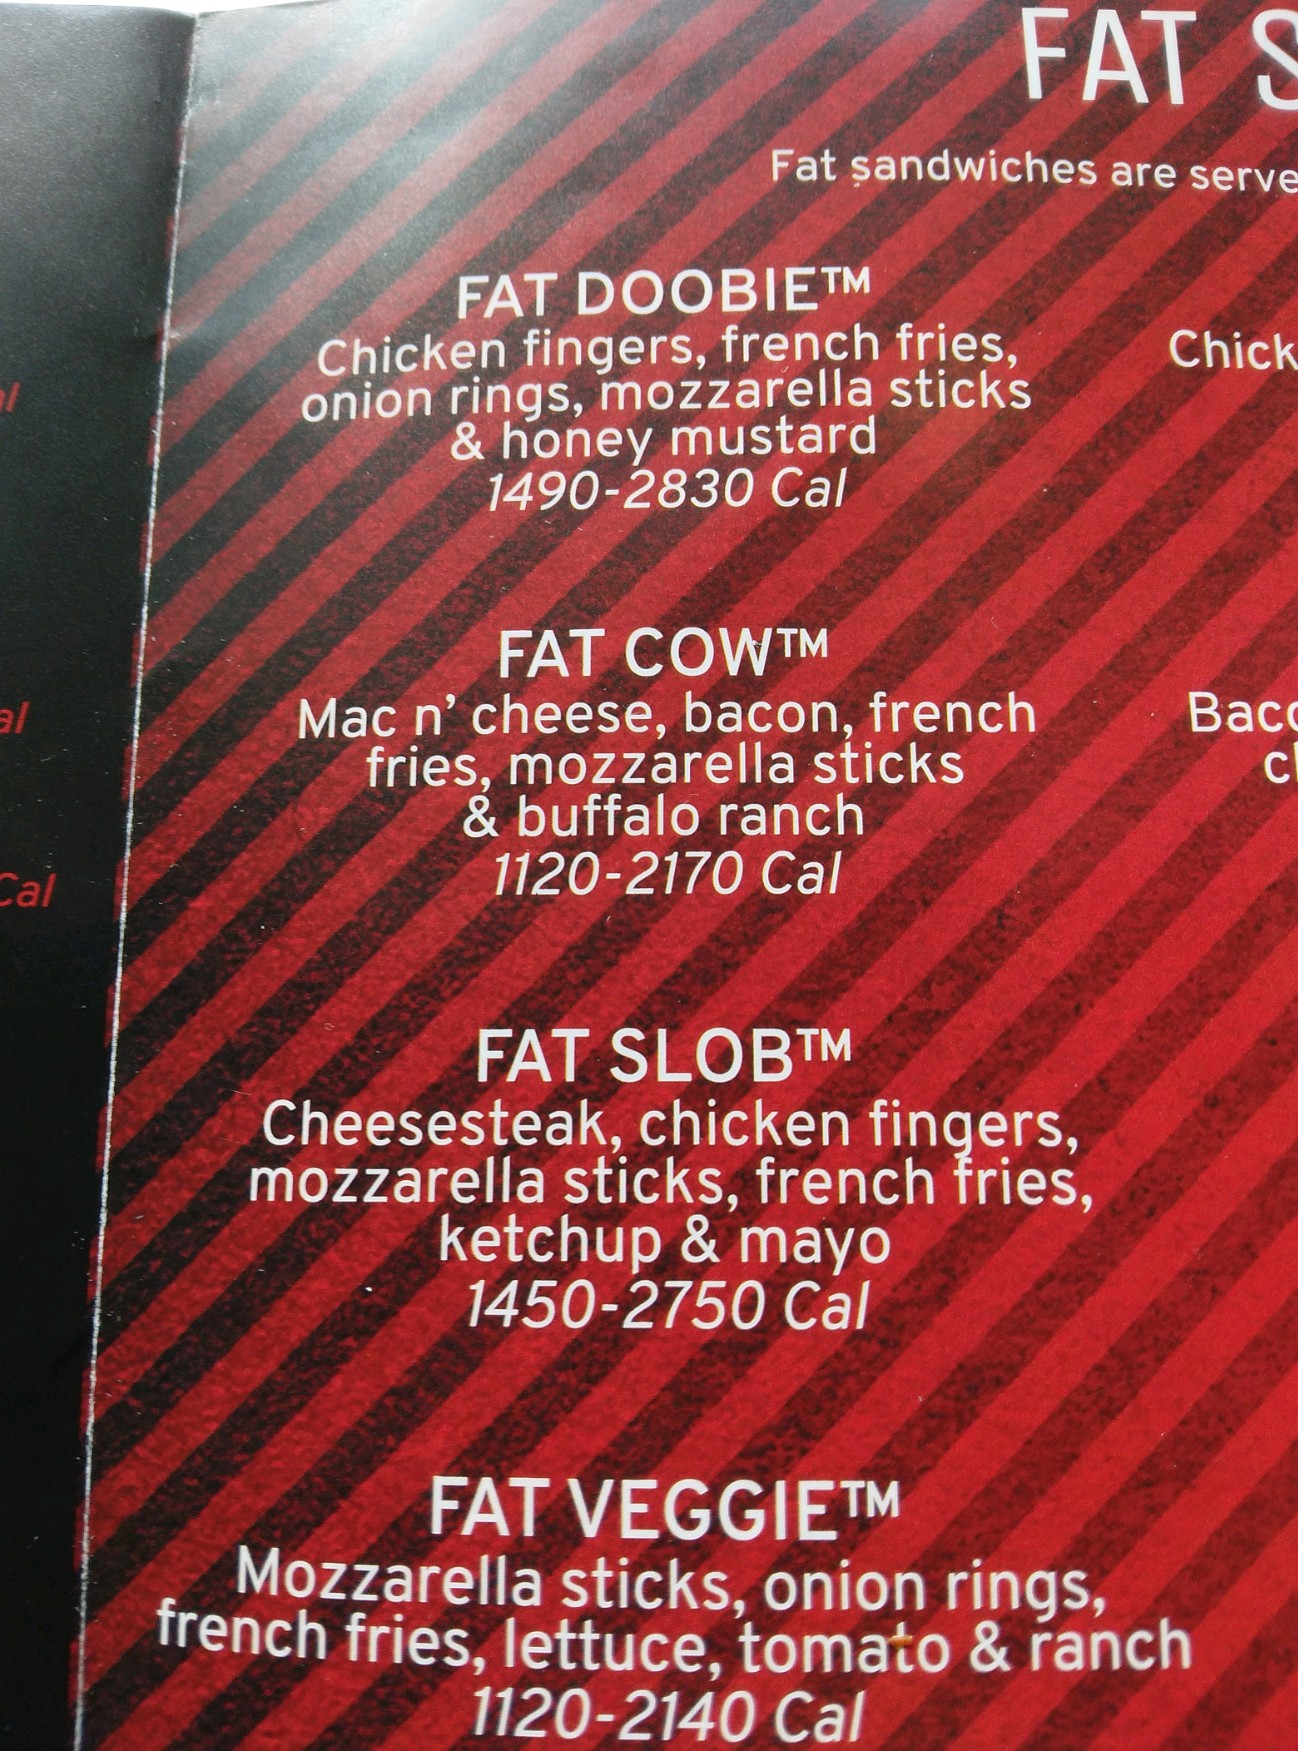 FAT
Fat sandwiches are
FAT DOOBIE™
Chicken fingers, french fries,
onion rings, mozzarella sticks
& honey mustard
1490-2830 Cal
FAT COW™
Mac n' cheese, bacon, french
fries, mozzarella sticks
& buffalo ranch
1120-2170 Cal
FAT SLOB™
Cheesesteak, chicken fingers,
mozzarella sticks, french fries,
ketchup & mayo
1450-2750 Cal
FAT VEGGIE™
Mozzarella sticks, onion rings,
french fries, lettuce, tomato & ranch
1120-2140 Cal
Cal